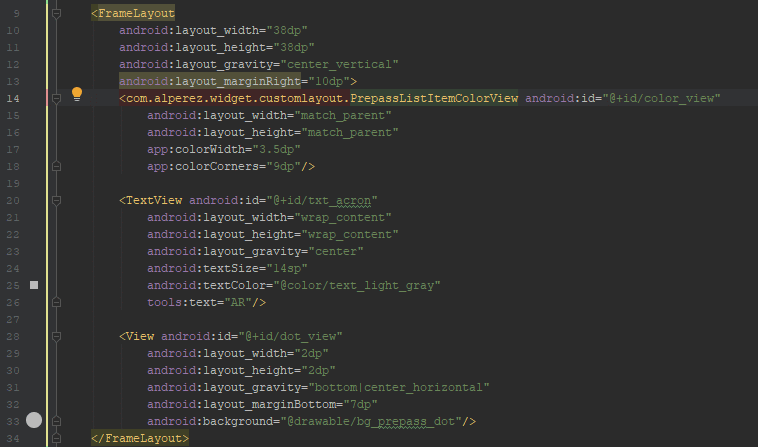 9 <FrameLayout
10 android:layout_width="38dp"
11 android:layout_height="38dp"
12 android:layout_gravity="center_vertical"
13 android:layout_marginRight="10dp">
14 <com.alperez.widget.customlayout.PrepassListItemColorView android:id="@+id/color_view"
15 android:layout_width="match_parent"
16 android:layout_height="match_parent"
17 app:colorWidth="3.5dp"
18 app:colorCorners="9dp"/>
19
20 <TextView android:id="@+id/txt_acron"
21 android:layout_width="wrap_content"
22 android:layout_height="wrap_content"
23 android:layout_gravity="center"
24 android:textSize="14sp"
25 android:textColor="@color/text_light_gray"
26 tools:text="AR"/>
27
28 <View android:id="@+id/dot_view"
29 android:layout_width="2dp"
30 android:layout_height="2dp"
31 android:layout_gravity="bottom|center_horizontal"
32 android:layout_marginBottom="7dp"
33 android:background="@drawable/bg_prepass_dot"/>
34 </FrameLayout>